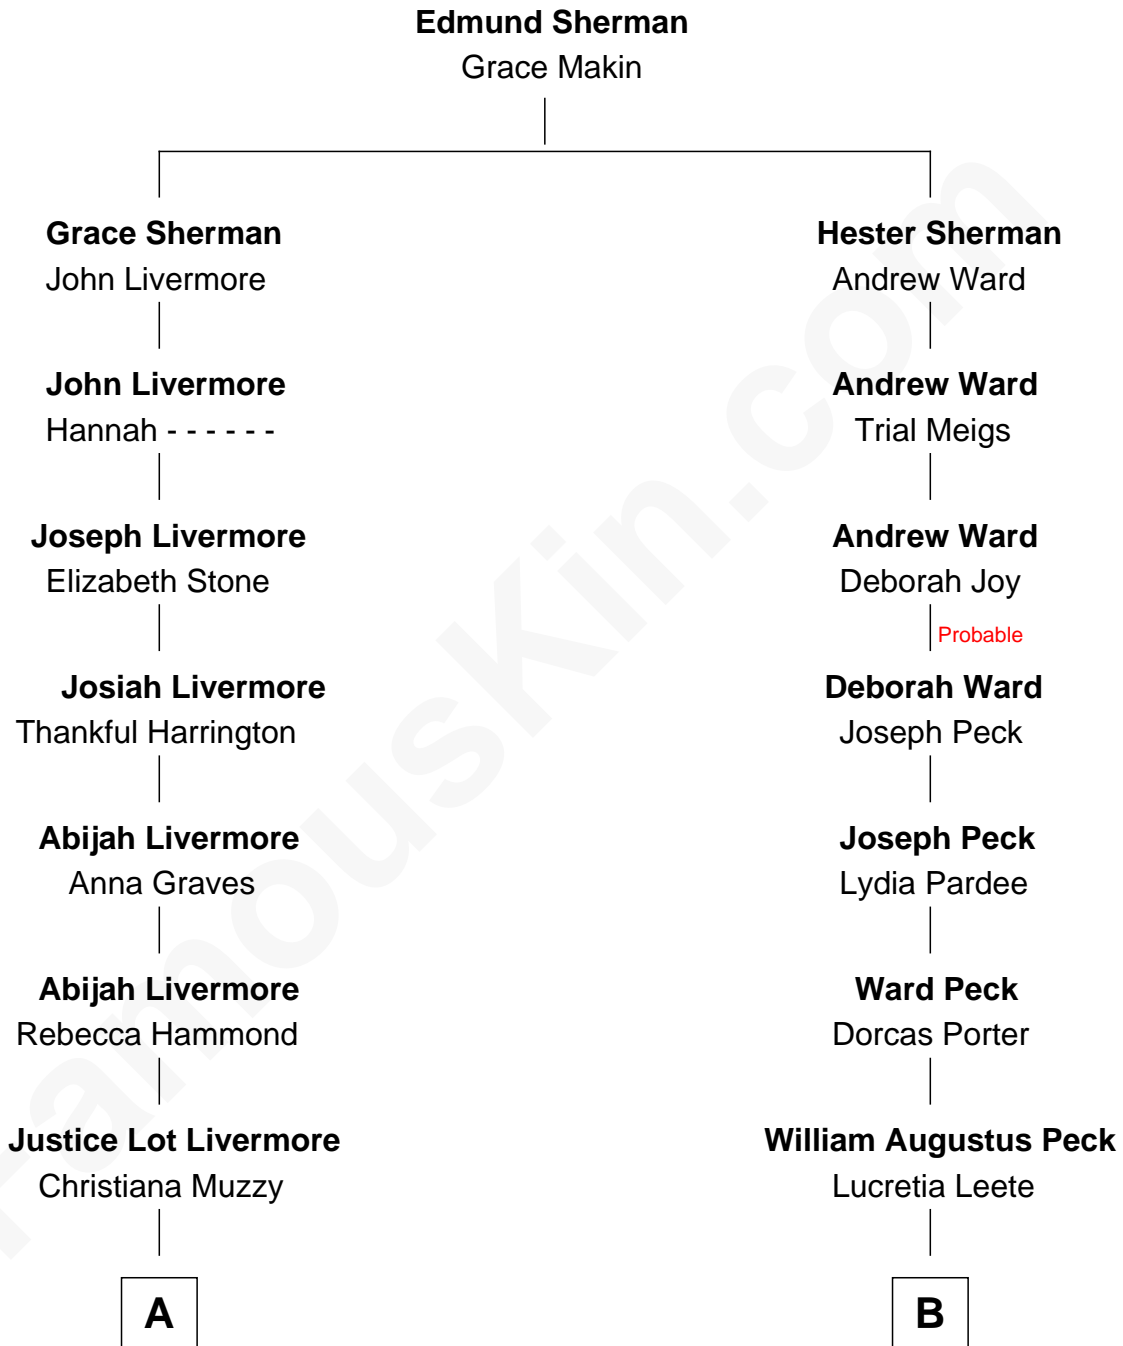 Edmund Sherman
Grace Makin
Grace Sherman
John Livermore
John Livermore
Hannah - - - - - -
Joseph Livermore
Elizabeth Stone
Josiah Livermore
Thankful Harrington
Abijah Livermore
Anna Graves
Abijah Livermore
Rebecca Hammond
Justice Lot Livermore
Christiana Muzzy
A
Hester Sherman
Andrew Ward
Andrew Ward
Trial Meigs
Andrew Ward
Deborah Joy
Probable
Deborah Ward
Joseph Peck
Joseph Peck
Lydia Pardee
Ward Peck
Dorcas Porter
William Augustus Peck
Lucretia Leete
B
FamousKin.com